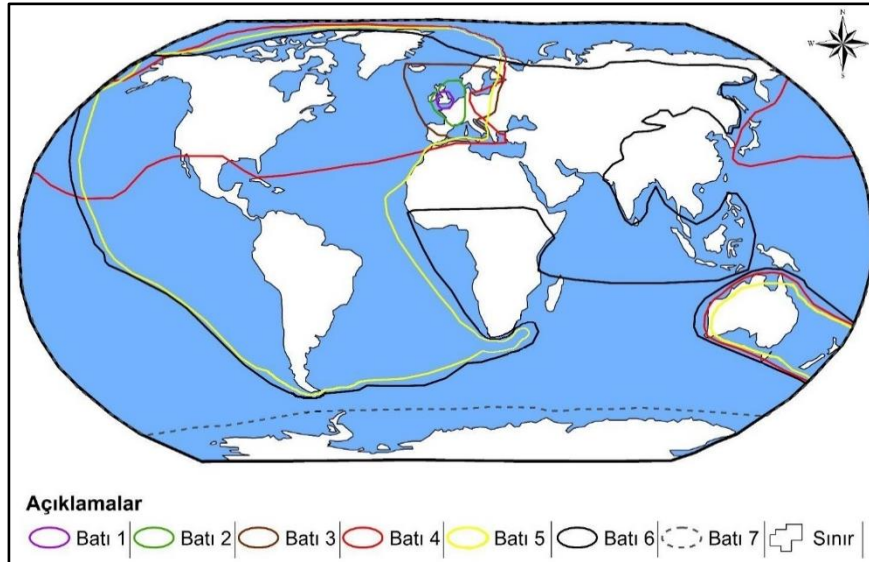 N
W E
S
Açıklamalar
Batı 1 Batı 2 Batı 3 Batı 4 Batı 5 Batı 6 Batı 7 Sınır